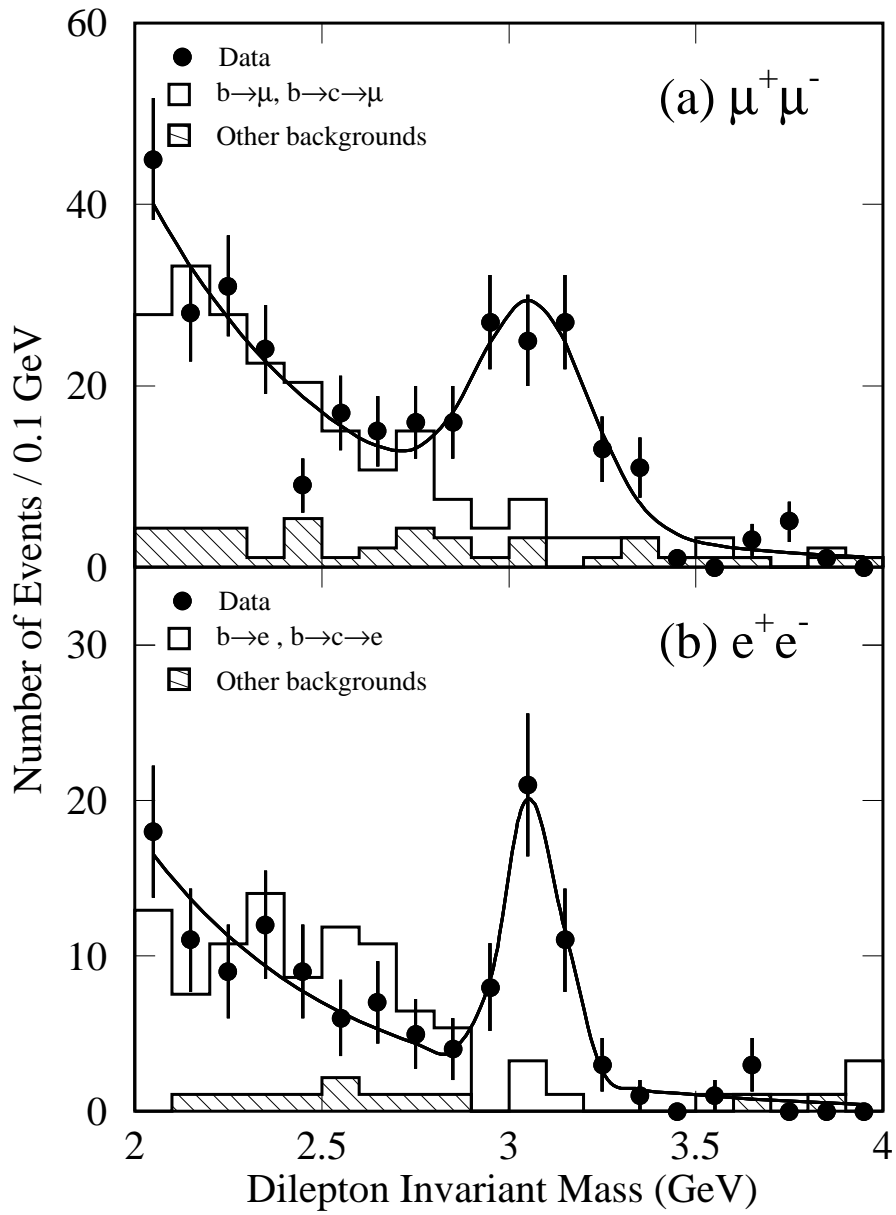 Number of Events / 0.1 GeV
60
40
20
0
Data
b→μ, b→c→μ
Other backgrounds
(a) μ⁺μ⁻
30
20
10
0
Data
b→e , b→c→e
Other backgrounds
(b) e⁺e⁻
2 2.5 3 3.5 4
Dilepton Invariant Mass (GeV)